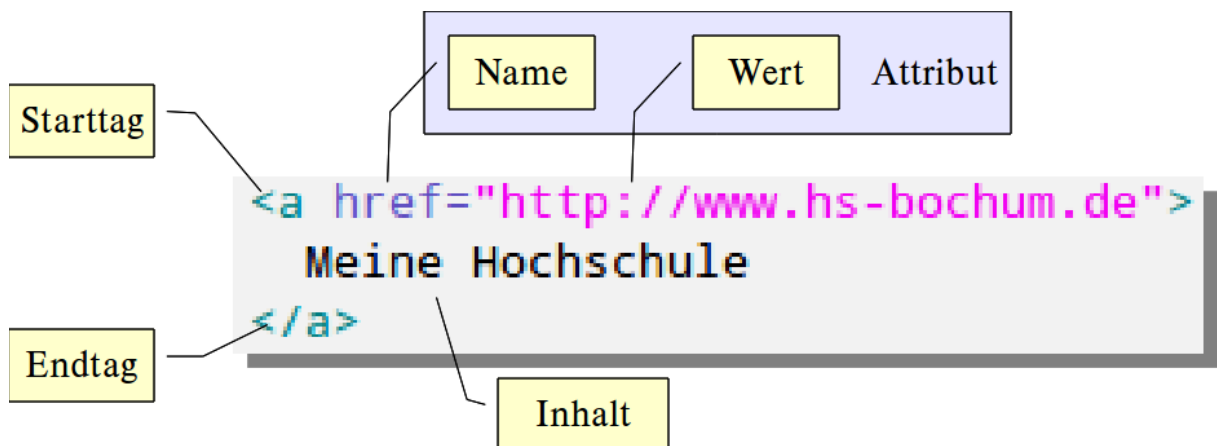 Name
Wert
Attribut
Starttag
<a href="http://www.hs-bochum.de">
Meine Hochschule
</a>
Endtag
Inhalt